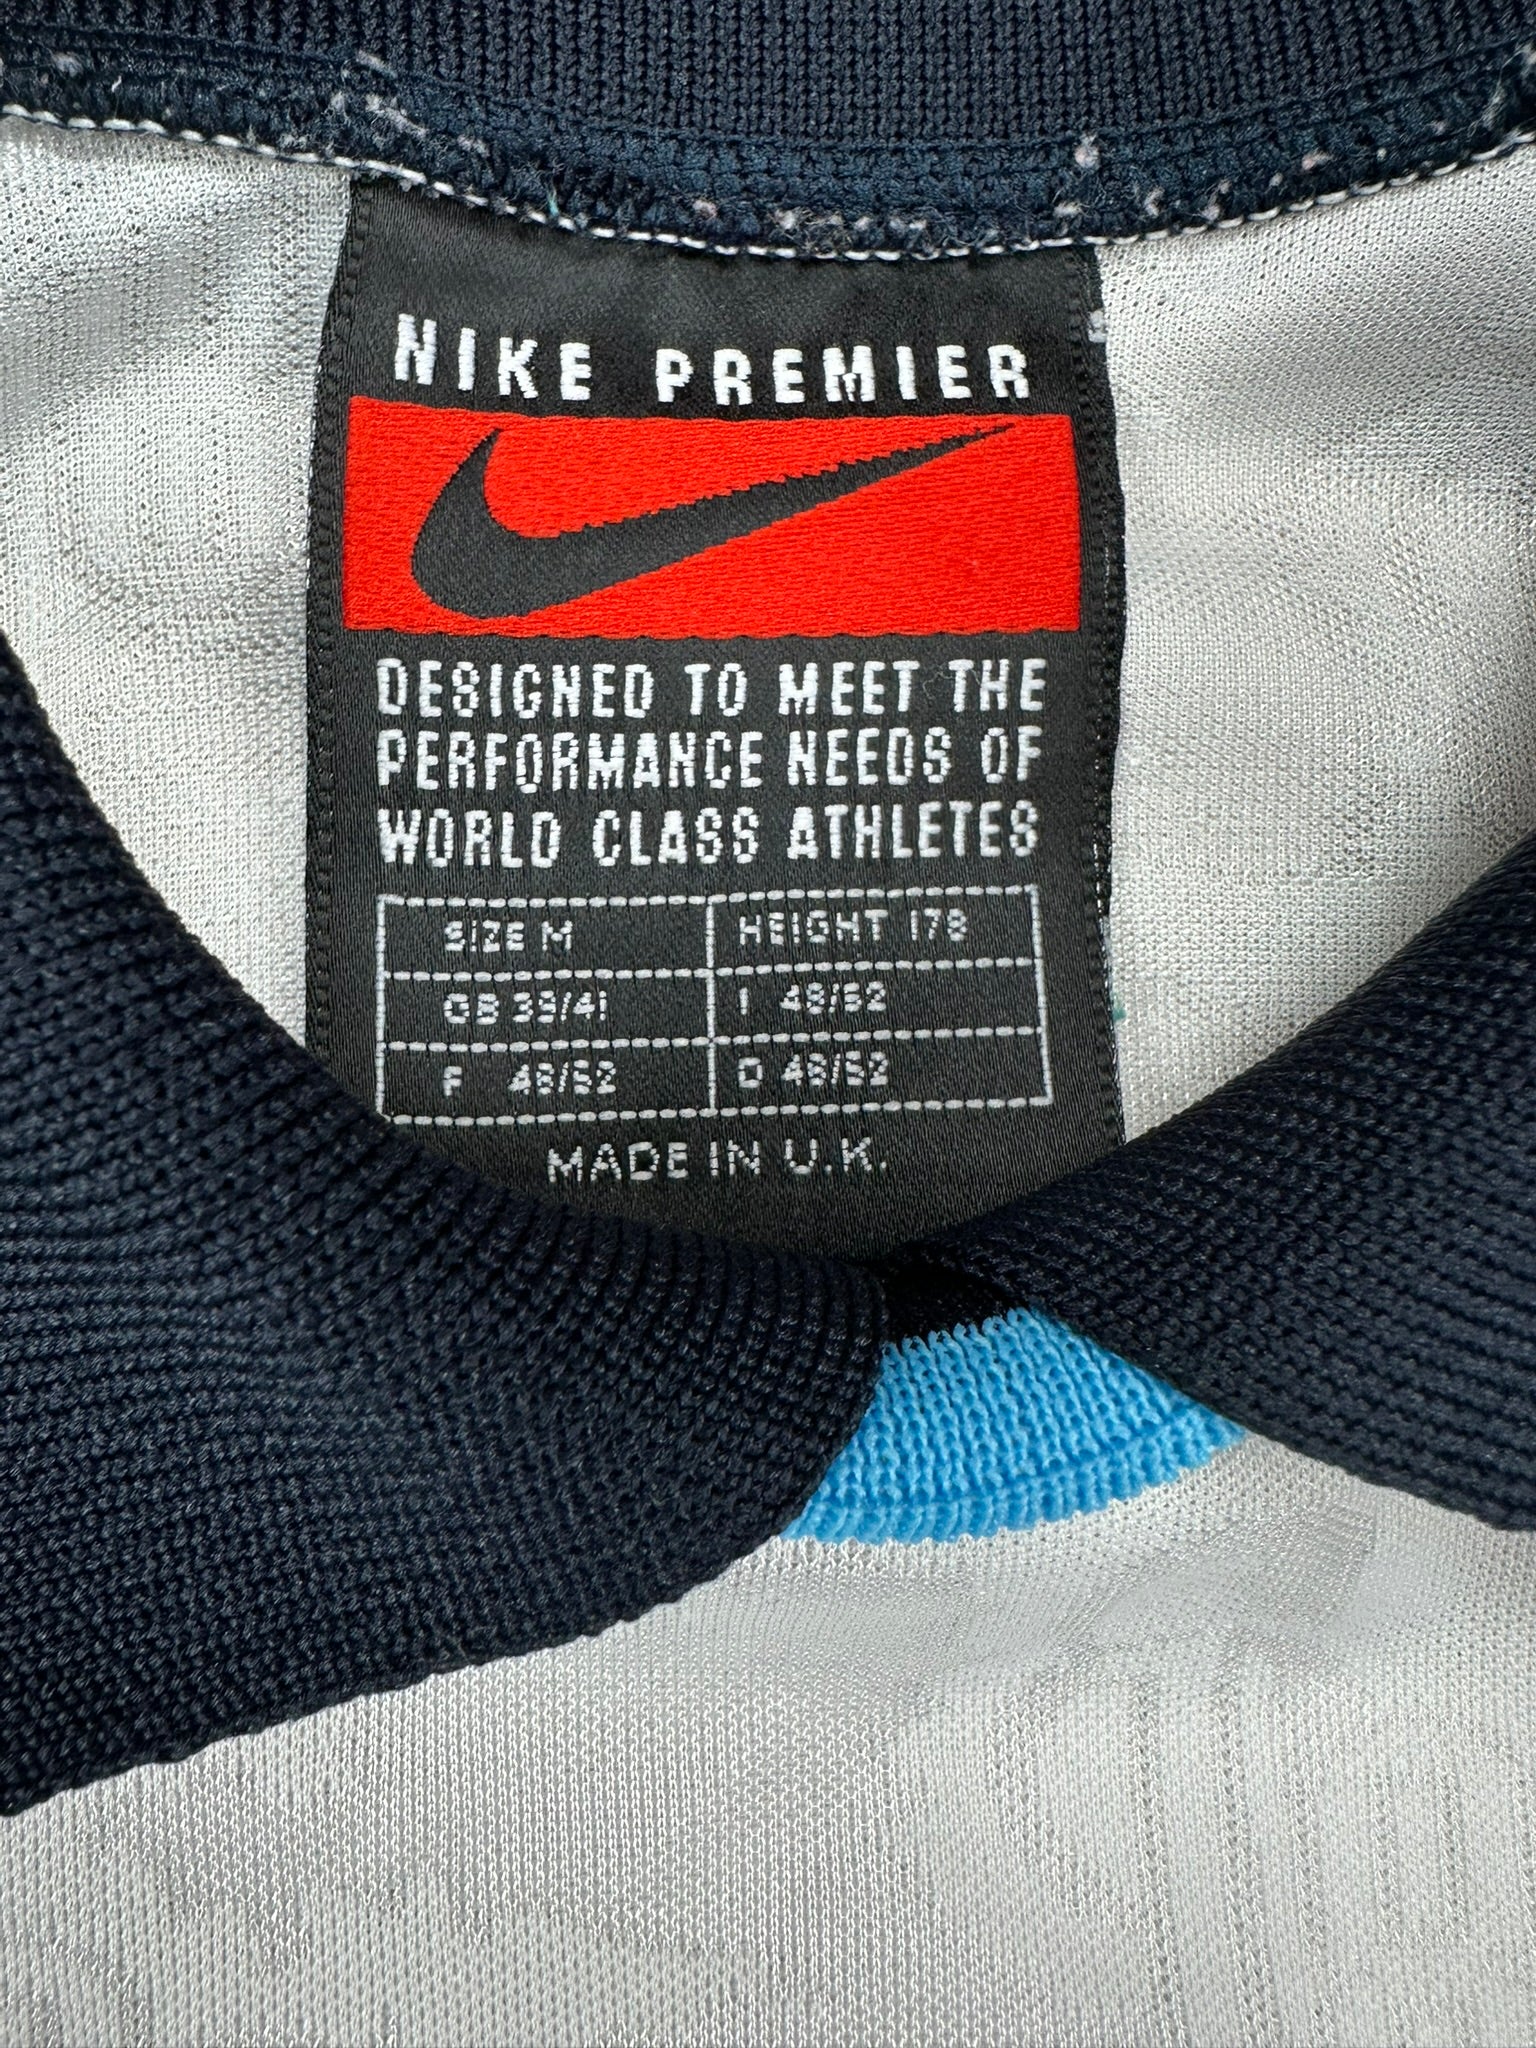 NIKE PREMIER
DESIGNED TO MEET THE
PERFORMANCE NEEDS OF
WORLD CLASS ATHLETES
SIZE M HEIGHT 178
GB 39/41 I 48/52
F 48/52 D 48/52
MADE IN U.K.